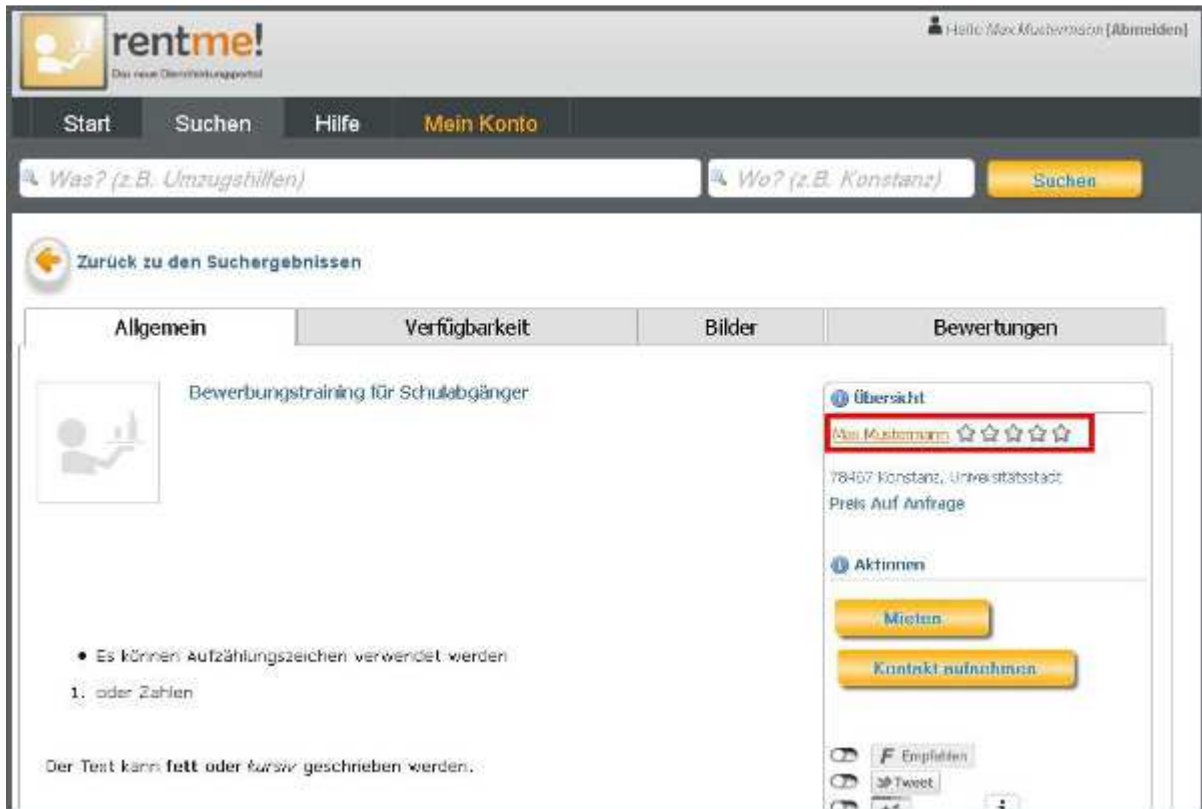 rentme!
Das neue Dienstleistungsportal
Hallo Max Mustermann [Abmelden]
Start Suchen Hilfe Mein Konto
Was? (z.B. Umzugshilfen) Wo? (z.B. Konstanz) Suchen
Zurück zu den Suchergebnissen
Allgemein Verfügbarkeit Bilder Bewertungen
Bewerbungstraining für Schulabgänger
Übersicht
Max Mustermann
78467 Konstanz, Universitätsstadt
Preis Auf Anfrage
Aktionen
Mieten
Kontakt aufnehmen
• Es können Aufzählungszeichen verwendet werden
1. oder Zahlen
Der Text kann fett oder kursiv geschrieben werden.
F Empfehlen
Tweet